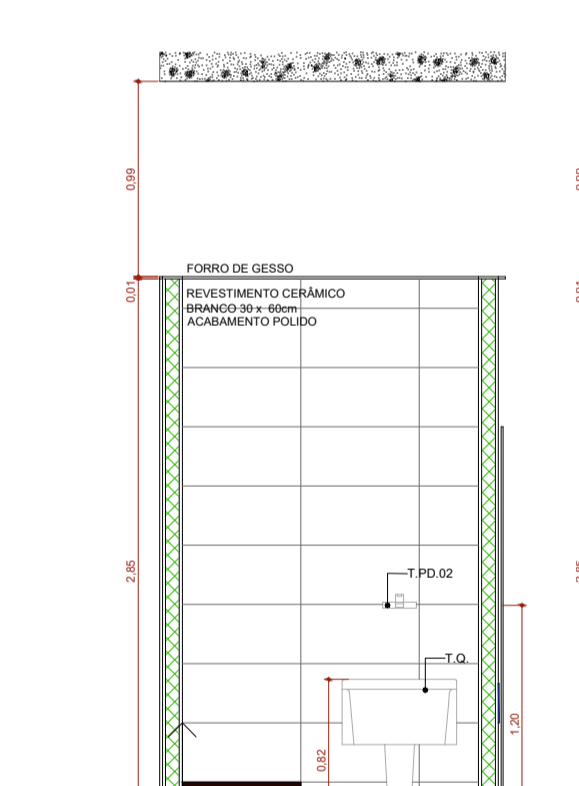 0,99
FORRO DE GESSO
0,01
REVESTIMENTO CERÂMICO
BRANCO 30 x 60cm
ACABAMENTO POLIDO
2,85
T.PD.02
T.Q.
1,20
0,82